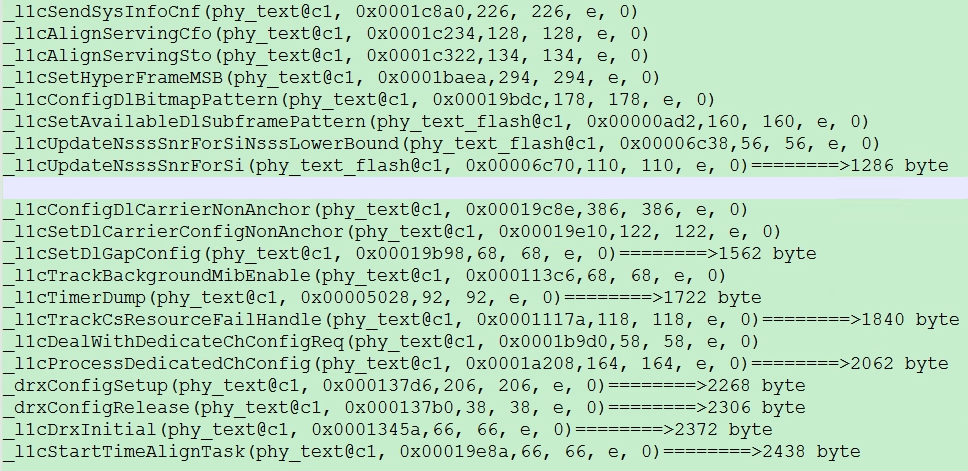 _l1cSendSysInfoCnf(phy_text@c1, 0x0001c8a0,226, 226, e, 0)
_l1cAlignServingCfo(phy_text@c1, 0x0001c234,128, 128, e, 0)
_l1cAlignServingSto(phy_text@c1, 0x0001c322,134, 134, e, 0)
_l1cSetHyperFrameMSB(phy_text@c1, 0x0001baea,294, 294, e, 0)
_l1cConfigDlBitmapPattern(phy_text@c1, 0x00019bdc,178, 178, e, 0)
_l1cSetAvailableDlSubframePattern(phy_text_flash@c1, 0x00000ad2,160, 160, e, 0)
_l1cUpdateNsssSnrForSiNsssLowerBound(phy_text_flash@c1, 0x00006c38,56, 56, e, 0)
_l1cUpdateNsssSnrForSi(phy_text_flash@c1, 0x00006c70,110, 110, e, 0)========>1286 byte
_l1cConfigDlCarrierNonAnchor(phy_text@c1, 0x00019c8e,386, 386, e, 0)
_l1cSetDlCarrierConfigNonAnchor(phy_text@c1, 0x00019e10,122, 122, e, 0)
_l1cSetDlGapConfig(phy_text@c1, 0x00019b98,68, 68, e, 0)========>1562 byte
_l1cTrackBackgroundMibEnable(phy_text@c1, 0x000113c6,68, 68, e, 0)
_l1cTimerDump(phy_text@c1, 0x00005028,92, 92, e, 0)========>1722 byte
_l1cTrackCsResourceFailHandle(phy_text@c1, 0x0001117a,118, 118, e, 0)========>1840 byte
_l1cDealWithDedicateChConfigReq(phy_text@c1, 0x0001b9d0,58, 58, e, 0)
_l1cProcessDedicatedChConfig(phy_text@c1, 0x0001a208,164, 164, e, 0)========>2062 byte
_drxConfigSetup(phy_text@c1, 0x000137d6,206, 206, e, 0)========>2268 byte
_drxConfigRelease(phy_text@c1, 0x000137b0,38, 38, e, 0)========>2306 byte
_l1cDrxInitial(phy_text@c1, 0x0001345a,66, 66, e, 0)========>2372 byte
_l1cStartTimeAlignTask(phy_text@c1, 0x00019e8a,66, 66, e, 0)========>2438 byte